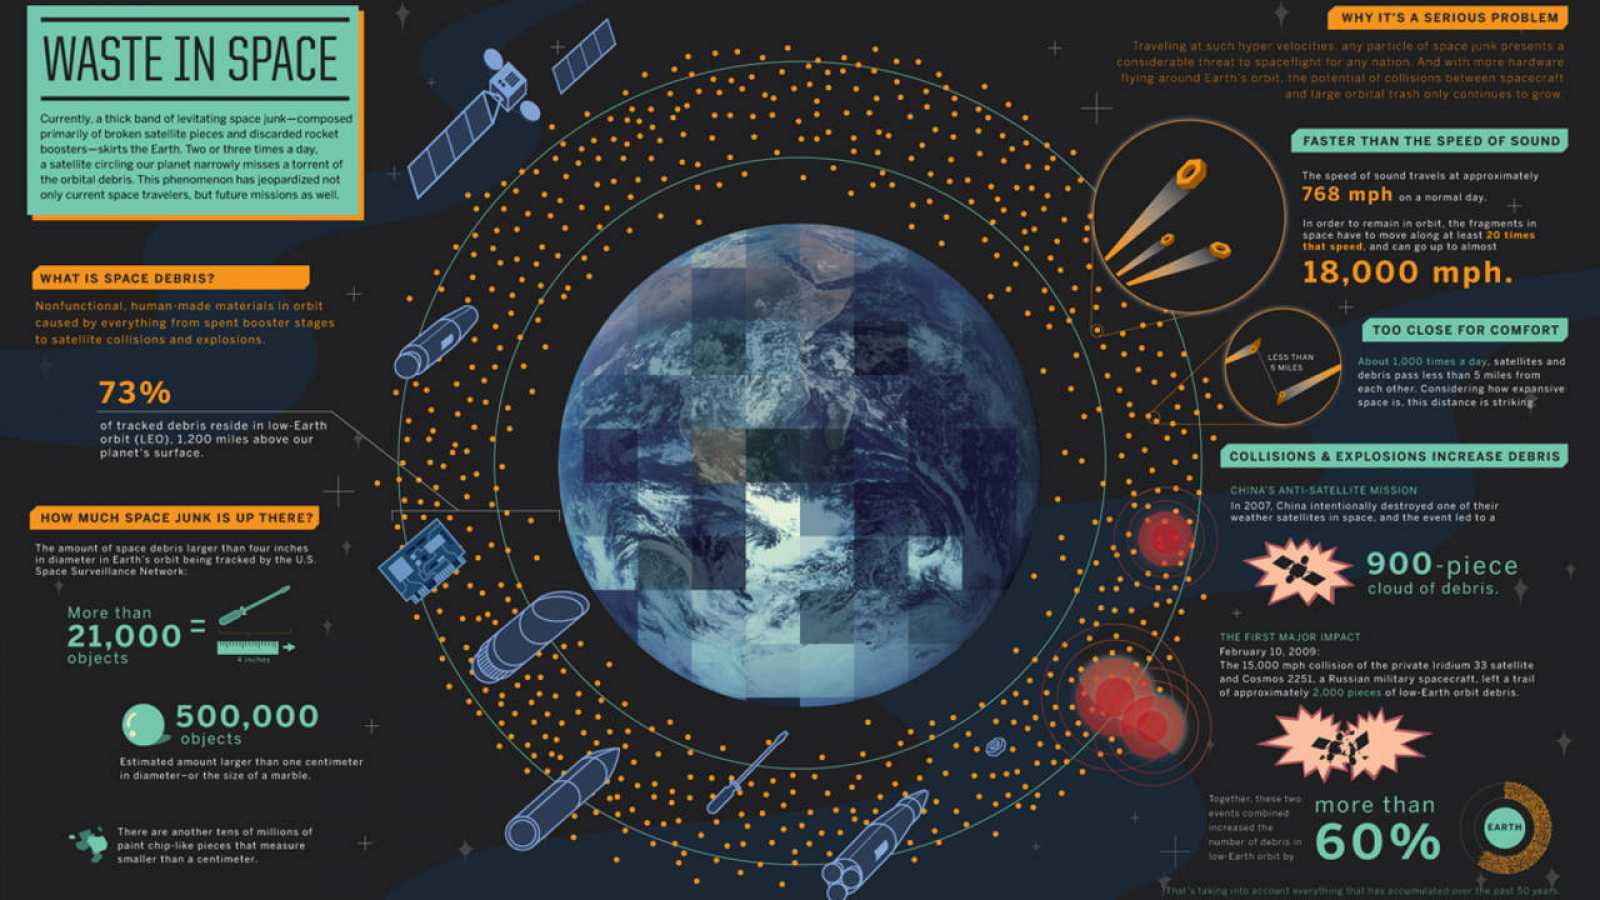 WASTE IN SPACE
Currently, a thick band of levitating space junk—composed
primarily of broken satellite pieces and discarded rocket
boosters—skirts the Earth. Two or three times a day,
a satellite circling our planet narrowly misses a torrent of
the orbital debris. This phenomenon has jeopardized not
only current space travelers, but future missions as well.
WHAT IS SPACE DEBRIS?
Nonfunctional, human-made materials in orbit
caused by everything from spent booster stages
to satellite collisions and explosions.
73%
of tracked debris reside in low-Earth
orbit (LEO), 1,200 miles above our
planet's surface.
HOW MUCH SPACE JUNK IS UP THERE?
The amount of space debris larger than four inches
in diameter in Earth's orbit being tracked by the U.S.
Space Surveillance Network:
More than
21,000 =
objects
4 inches
500,000
objects
Estimated amount larger than one centimeter
in diameter—or the size of a marble.
There are another tens of millions of
paint chip-like pieces that measure
smaller than a centimeter.
WHY IT'S A SERIOUS PROBLEM
Traveling at such hyper velocities, any particle of space junk presents a
considerable threat to spaceflight for any nation. And with more hardware
flying around Earth's orbit, the potential of collisions between spacecraft
and large orbital trash only continues to grow.
FASTER THAN THE SPEED OF SOUND
The speed of sound travels at approximately
768 mph on a normal day.
In order to remain in orbit, the fragments in
space have to move along at least 20 times
that speed, and can go up to almost
18,000 mph.
TOO CLOSE FOR COMFORT
LESS THAN
5 MILES
About 1,000 times a day, satellites and
debris pass less than 5 miles from
each other. Considering how expansive
space is, this distance is striking.
COLLISIONS & EXPLOSIONS INCREASE DEBRIS
CHINA'S ANTI-SATELLITE MISSION
In 2007, China intentionally destroyed one of their
weather satellites in space, and the event led to a
900-piece
cloud of debris.
THE FIRST MAJOR IMPACT
February 10, 2009:
The 15,000 mph collision of the private Iridium 33 satellite
and Cosmos 2251, a Russian military spacecraft, left a trail
of approximately 2,000 pieces of low-Earth orbit debris.
Together, these two
events combined
increased the
number of debris in
low-Earth orbit by
more than
60%
EARTH
That's taking into account everything that has accumulated over the past 50 years.